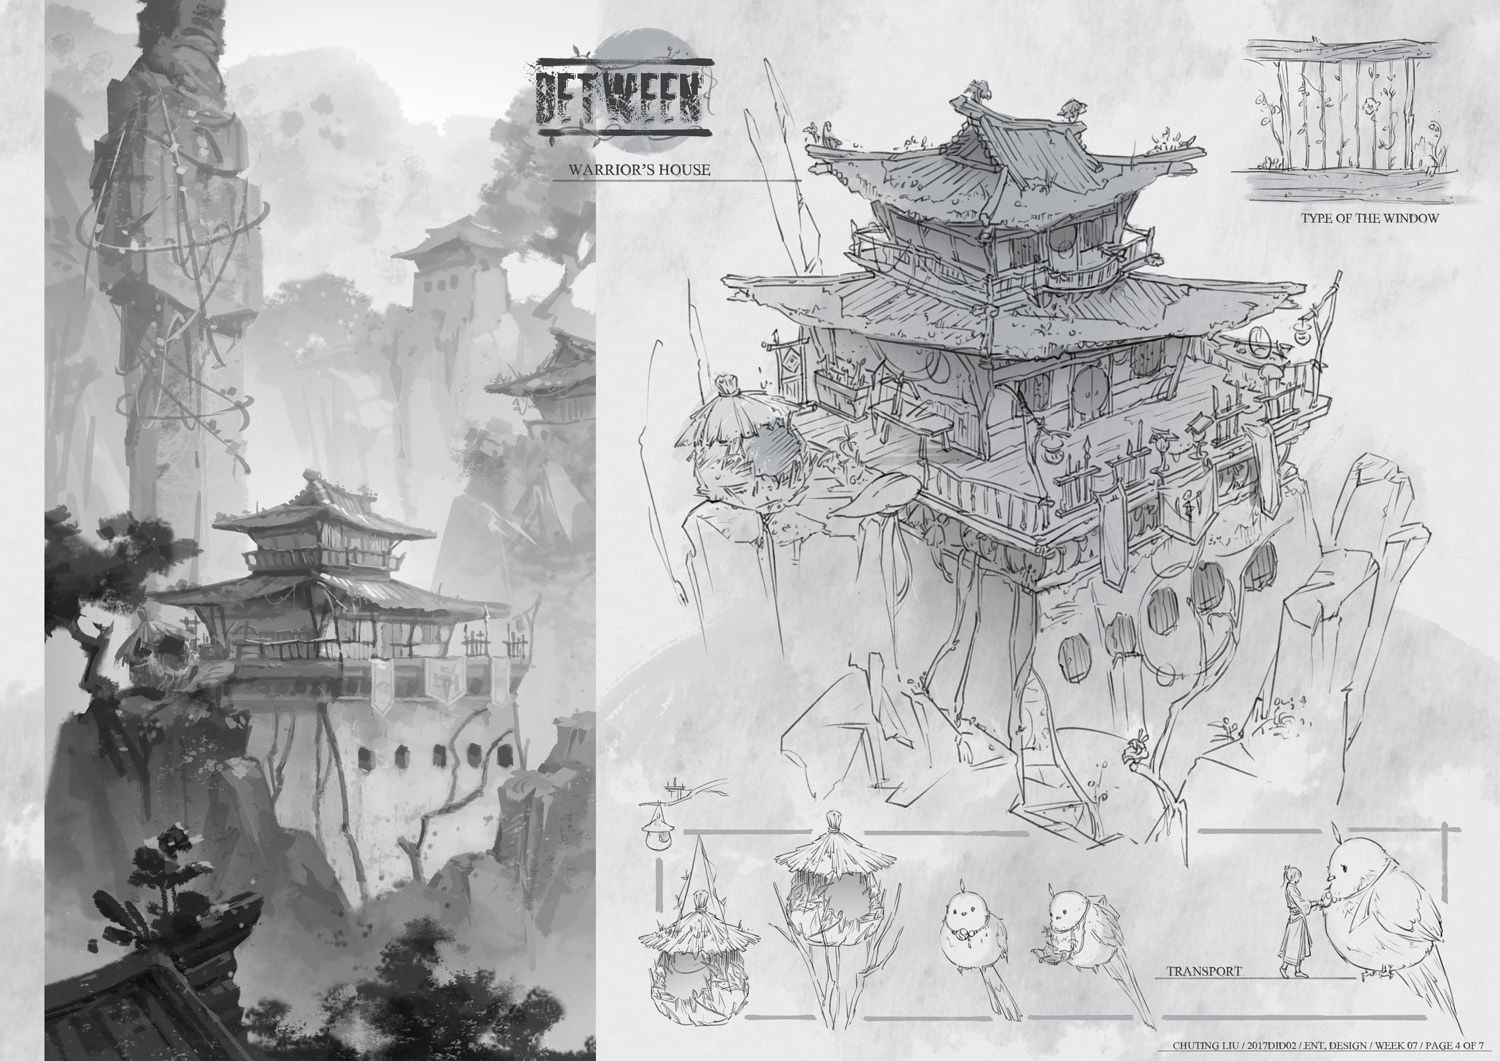 BETWEEN
WARRIOR'S HOUSE
TYPE OF THE WINDOW
TRANSPORT
CHUTING LIU / 2017DID02 / ENT, DESIGN / WEEK 07 / PAGE 4 OF 7